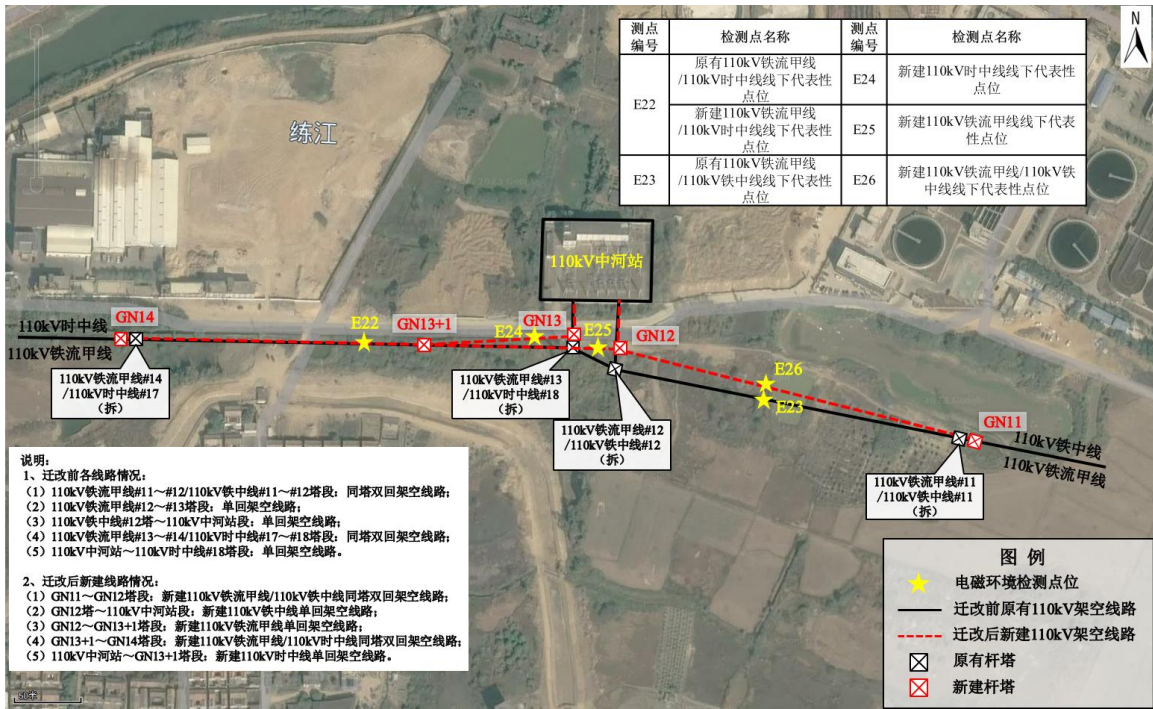 N
测点编号 检测点名称 测点编号 检测点名称
E22 原有110kV铁流甲线/110kV时中线线下代表性点位 E24 新建110kV时中线线下代表性点位
新建110kV铁流甲线/110kV时中线线下代表性点位 E25 新建110kV铁流甲线线下代表性点位
E23 原有110kV铁流甲线/110kV铁中线线下代表性点位 E26 新建110kV铁流甲线/110kV铁中线线下代表性点位
练江
110kV中河站
110kV时中线
110kV铁流甲线
GN14
E22
GN13+1
E24
GN13
E25
GN12
E26
E23
GN11
110kV铁中线
110kV铁流甲线
110kV铁流甲线#14
/110kV时中线#17
（拆）
110kV铁流甲线#13
/110kV时中线#18
（拆）
110kV铁流甲线#12
/110kV铁中线#12
（拆）
110kV铁流甲线#11
/110kV铁中线#11
（拆）
说明：
1、迁改前各线路情况：
（1）110kV铁流甲线#11～#12/110kV铁中线#11～#12塔段：同塔双回架空线路；
（2）110kV铁流甲线#12～#13塔段：单回架空线路；
（3）110kV铁中线#12塔～110kV中河站段：单回架空线路；
（4）110kV铁流甲线#13～#14/110kV时中线#17～#18塔段：同塔双回架空线路；
（5）110kV中河站～110kV时中线#18塔段：单回架空线路。
2、迁改后新建线路情况：
（1）GN11～GN12塔段：新建110kV铁流甲线/110kV铁中线同塔双回架空线路；
（2）GN12塔～110kV中河站段：新建110kV铁中线单回架空线路；
（3）GN12～GN13+1塔段：新建110kV铁流甲线单回架空线路；
（4）GN13+1～GN14塔段：新建110kV铁流甲线/110kV时中线同塔双回架空线路；
（5）110kV中河站～GN13+1塔段：新建110kV时中线单回架空线路。
50米
图 例
电磁环境检测点位
迁改前原有110kV架空线路
迁改后新建110kV架空线路
原有杆塔
新建杆塔